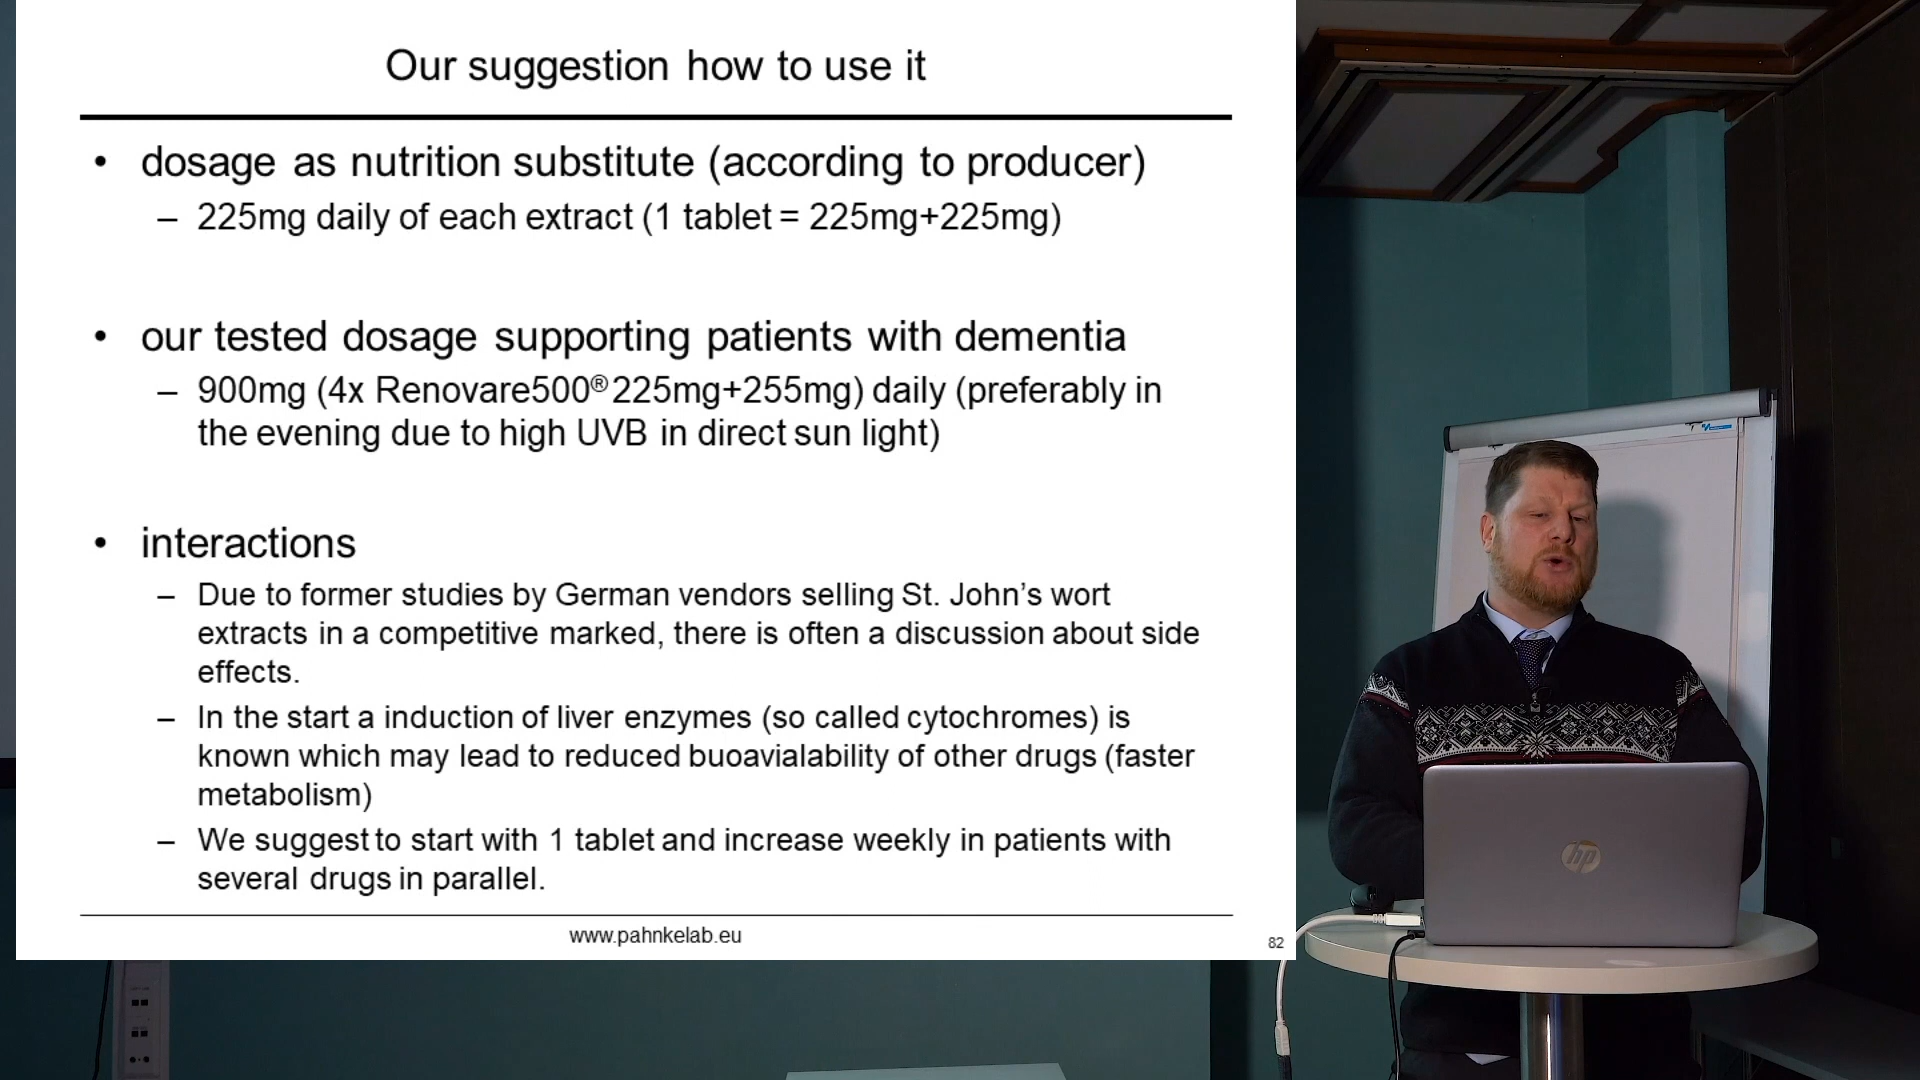 Our suggestion how to use it
• dosage as nutrition substitute (according to producer)
– 225mg daily of each extract (1 tablet = 225mg+225mg)
• our tested dosage supporting patients with dementia
– 900mg (4x Renovare500® 225mg+255mg) daily (preferably in
the evening due to high UVB in direct sun light)
• interactions
– Due to former studies by German vendors selling St. John's wort
extracts in a competitive marked, there is often a discussion about side
effects.
– In the start a induction of liver enzymes (so called cytochromes) is
known which may lead to reduced buoavialability of other drugs (faster
metabolism)
– We suggest to start with 1 tablet and increase weekly in patients with
several drugs in parallel.
www.pahnkelab.eu
82
hp